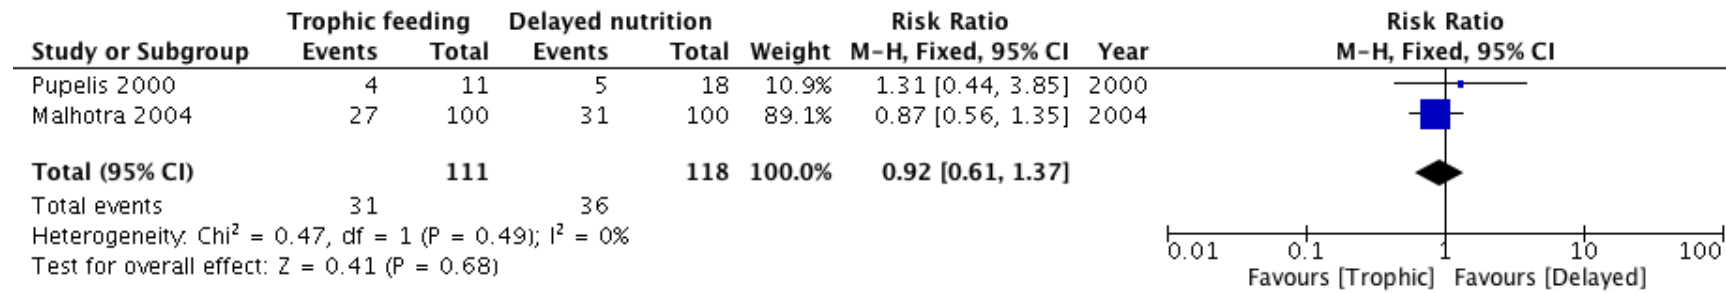 Trophic feeding Delayed nutrition Risk Ratio Risk Ratio
Study or Subgroup Events Total Events Total Weight M-H, Fixed, 95% CI Year M-H, Fixed, 95% CI
Pupelis 2000 4 11 5 18 10.9% 1.31 [0.44, 3.85] 2000
Malhotra 2004 27 100 31 100 89.1% 0.87 [0.56, 1.35] 2004
Total (95% CI) 111 118 100.0% 0.92 [0.61, 1.37]
Total events 31 36
Heterogeneity: Chi² = 0.47, df = 1 (P = 0.49); I² = 0%
Test for overall effect: Z = 0.41 (P = 0.68)
0.01 0.1 1 10 100
Favours [Trophic] Favours [Delayed]